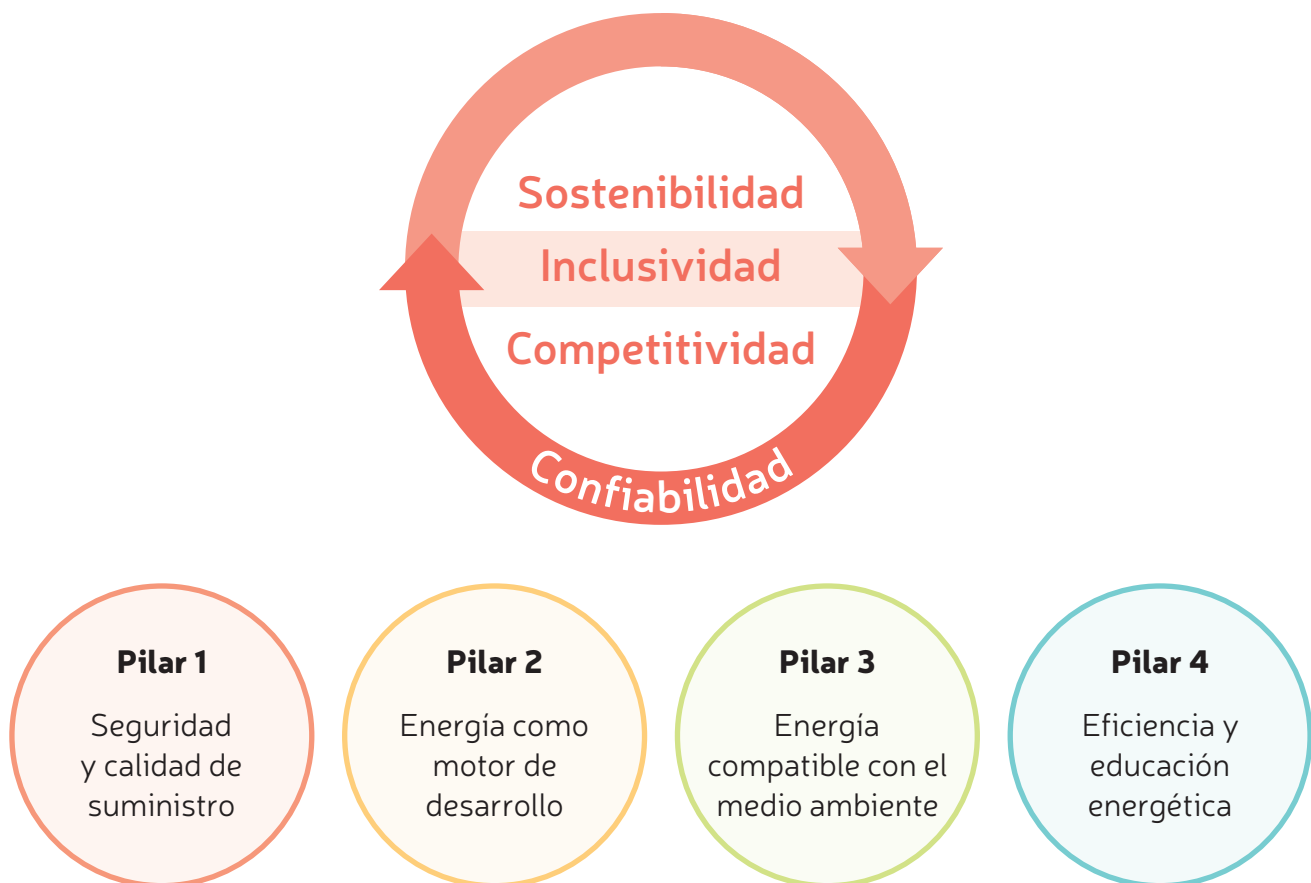 Sostenibilidad
Inclusividad
Competitividad
Confiabilidad
Pilar 1
Seguridad
y calidad de
suministro
Pilar 2
Energía como
motor de
desarrollo
Pilar 3
Energía
compatible con el
medio ambiente
Pilar 4
Eficiencia y
educación
energética